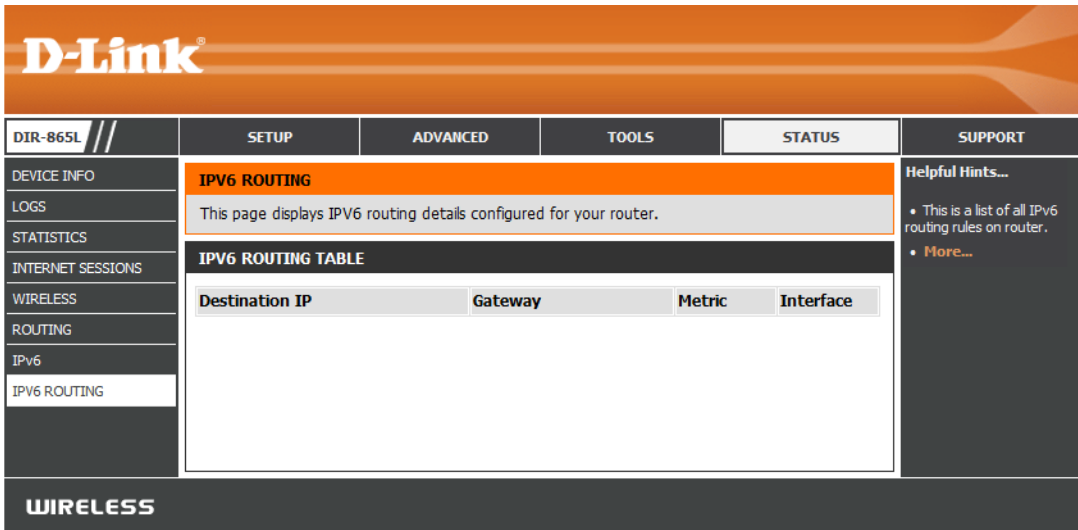 D-Link®
DIR-865L
SETUP
ADVANCED
TOOLS
STATUS
SUPPORT
DEVICE INFO
LOGS
STATISTICS
INTERNET SESSIONS
WIRELESS
ROUTING
IPv6
IPV6 ROUTING
IPV6 ROUTING
This page displays IPV6 routing details configured for your router.
IPV6 ROUTING TABLE
Destination IP Gateway Metric Interface
Helpful Hints...
• This is a list of all IPv6
routing rules on router.
• More...
WIRELESS